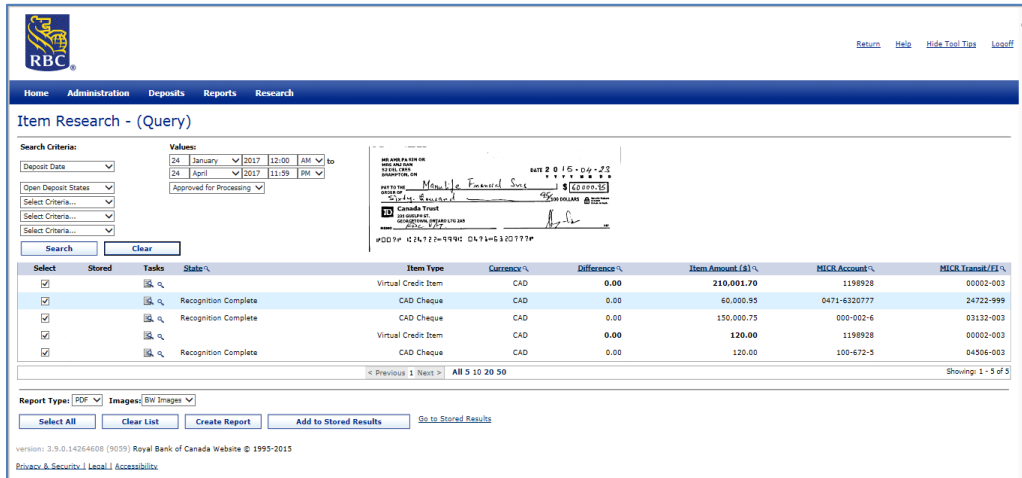 RBC®
Return Help Hide Tool Tips Logoff
Home Administration Deposits Reports Research
Item Research - (Query)
Search Criteria: Values:
Deposit Date 24 January 2017 12:00 AM to
24 April 2017 11:59 PM
Open Deposit States Approved for Processing
Select Criteria...
Select Criteria...
Select Criteria...
Search Clear
DATE 2015-04-23
PAY TO THE ORDER OF Manulife Financial Svcs $ 60000.95
Sixty thousand 95/100 DOLLARS
TD Canada Trust
Select Stored Tasks State Item Type Currency Difference Item Amount ($) MICR Account MICR Transit/FI
Virtual Credit Item CAD 0.00 210,001.70 1198928 00002-003
Recognition Complete CAD Cheque CAD 0.00 60,000.95 0471-6320777 24722-999
Recognition Complete CAD Cheque CAD 0.00 150,000.75 000-002-6 03132-003
Virtual Credit Item CAD 0.00 120.00 1198928 00002-003
Recognition Complete CAD Cheque CAD 0.00 120.00 100-672-5 04506-003
< Previous 1 Next > All 5 10 20 50 Showing: 1 - 5 of 5
Report Type: PDF Images: BW Images
Select All Clear List Create Report Add to Stored Results Go to Stored Results
version: 3.9.0.14264608 (9059) Royal Bank of Canada Website © 1995-2015
Privacy & Security | Legal | Accessibility